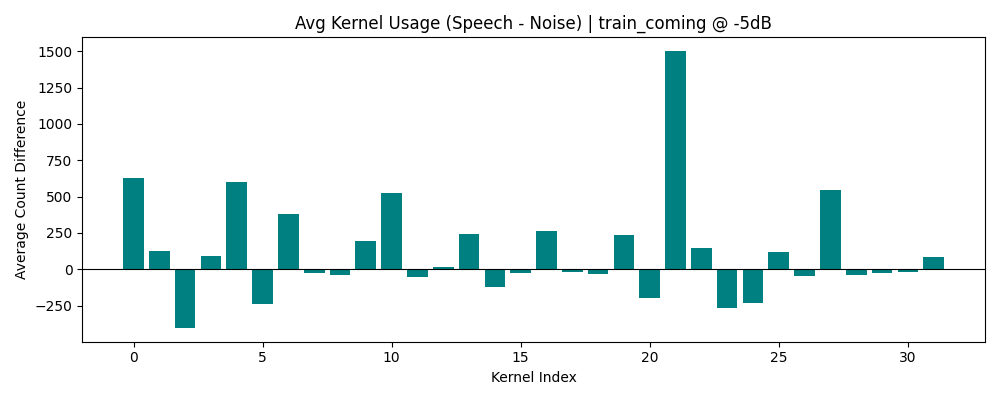 Avg Kernel Usage (Speech - Noise) | train_coming @ -5dB
Average Count Difference
1500
1250
1000
750
500
250
0
−250
0 5 10 15 20 25 30
Kernel Index